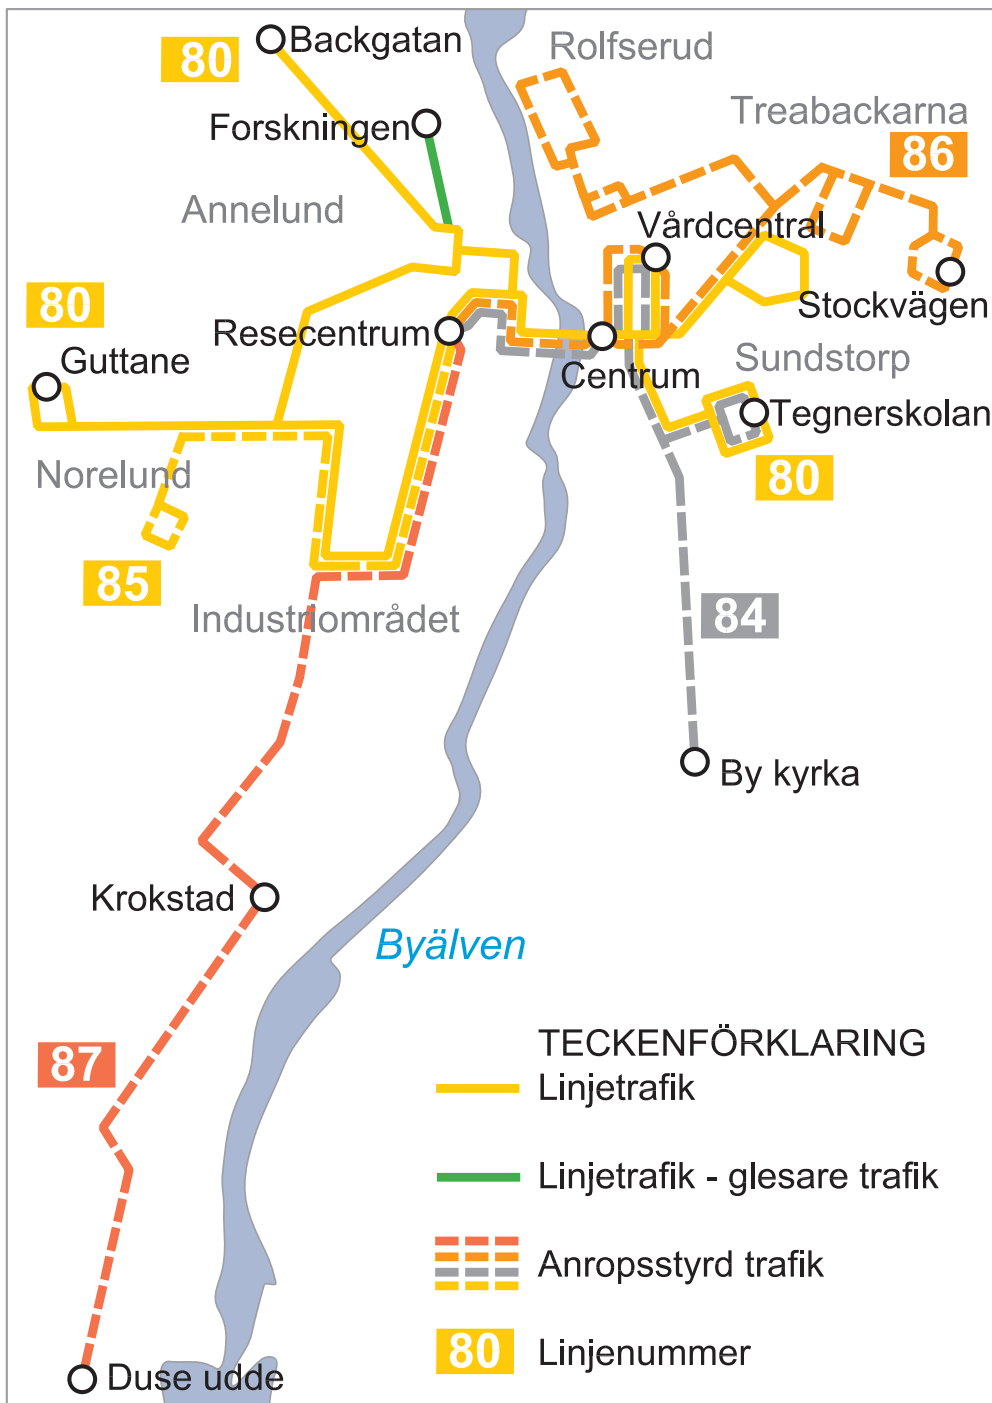 80
Backgatan
Rolfserud
Forskningen
Treabackarna
86
Annelund
Vårdcentral
80
Stockvägen
Resecentrum
Guttane
Centrum
Sundstorp
Tegnerskolan
Norelund
80
85
Industriområdet
84
By kyrka
Krokstad
Byälven
87
TECKENFÖRKLARING
Linjetrafik
Linjetrafik - glesare trafik
Anropsstyrd trafik
80 Linjenummer
Duse udde